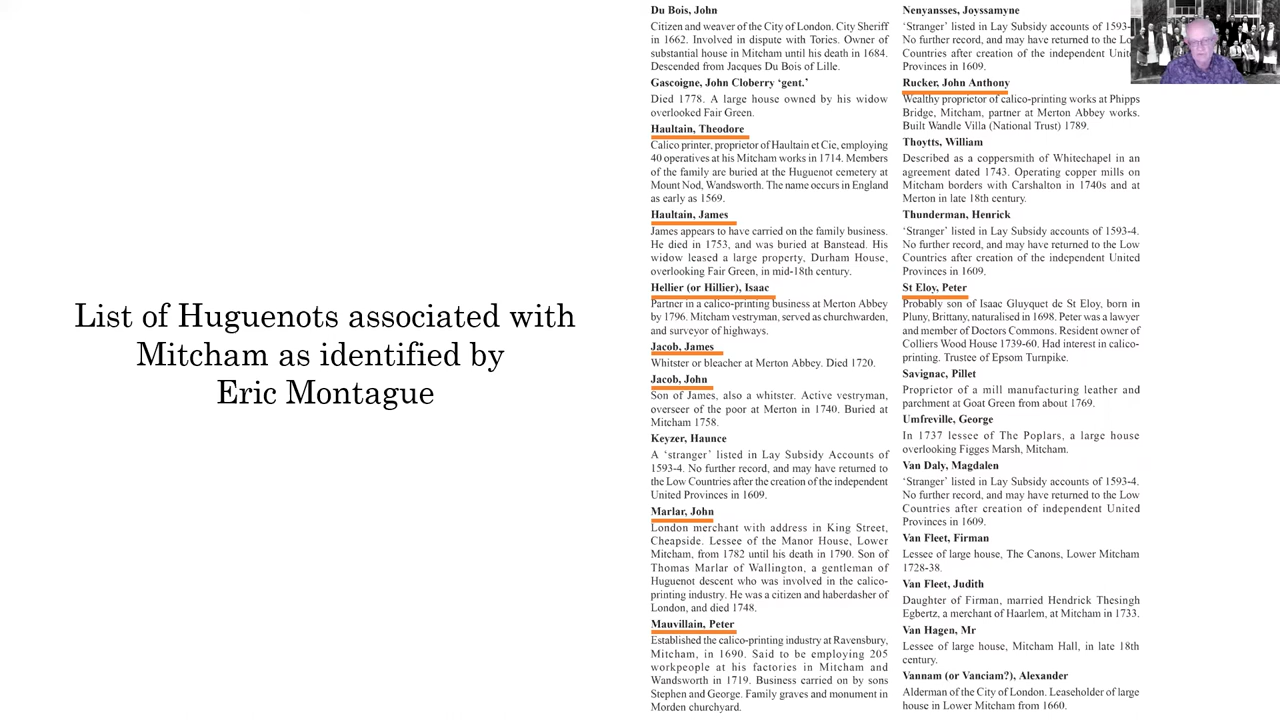 List of Huguenots associated with
Mitcham as identified by
Eric Montague
Du Bois, John
Citizen and weaver of the City of London. City Sheriff
in 1662. Involved in dispute with Tories. Owner of
substantial house in Mitcham until his death in 1684.
Descended from Jacques Du Bois of Lille.
Gascoigne, John Cloberry ‘gent.’
Died 1778. A large house owned by his widow
overlooked Fair Green.
Haultain, Theodore
Calico printer, proprietor of Haultain et Cie, employing
40 operatives at his Mitcham works in 1714. Members
of the family are buried at the Huguenot cemetery at
Mount Nod, Wandsworth. The name occurs in England
as early as 1569.
Haultain, James
James appears to have carried on the family business.
He died in 1753, and was buried at Banstead. His
widow leased a large property, Durham House,
overlooking Fair Green, in mid-18th century.
Hellier (or Hillier), Isaac
Partner in a calico-printing business at Merton Abbey
by 1796. Mitcham vestryman, served as churchwarden,
and surveyor of highways.
Jacob, James
Whitster or bleacher at Merton Abbey. Died 1720.
Jacob, John
Son of James, also a whitster. Active vestryman,
overseer of the poor at Merton in 1740. Buried at
Mitcham 1758.
Keyzer, Haunce
A ‘stranger’ listed in Lay Subsidy Accounts of
1593-4. No further record, and may have returned to
the Low Countries after the creation of the independent
United Provinces in 1609.
Marlar, John
London merchant with address in King Street,
Cheapside. Lessee of the Manor House, Lower
Mitcham, from 1782 until his death in 1790. Son of
Thomas Marlar of Wallington, a gentleman of
Huguenot descent who was involved in the calico-
printing industry. He was a citizen and haberdasher of
London, and died 1748.
Mauvillain, Peter
Established the calico-printing industry at Ravensbury,
Mitcham, in 1690. Said to be employing 205
workpeople at his factories in Mitcham and
Wandsworth in 1719. Business carried on by sons
Stephen and George. Family graves and monument in
Morden churchyard.
Nenyansses, Joyssamyne
‘Stranger’ listed in Lay Subsidy accounts of 1593-
No further record, and may have returned to the
Countries after creation of the independent
Provinces in 1609.
Rucker, John Anthony
Wealthy proprietor of calico-printing works at Phipps
Bridge, Mitcham, partner at Merton Abbey works.
Built Wandle Villa (National Trust) 1789.
Thoytts, William
Described as a coppersmith of Whitechapel in an
agreement dated 1743. Operating copper mills on
Mitcham borders with Carshalton in 1740s and at
Merton in late 18th century.
Thunderman, Henrick
‘Stranger’ listed in Lay Subsidy accounts of 1593-4.
No further record, and may have returned to the Low
Countries after creation of the independent United
Provinces in 1609.
St Eloy, Peter
Probably son of Isaac Gluyquet de St Eloy, born in
Pluny, Brittany, naturalised in 1698. Peter was a lawyer
and member of Doctors Commons. Resident owner of
Colliers Wood House 1739-60. Had interest in calico-
printing. Trustee of Epsom Turnpike.
Savignac, Pillet
Proprietor of a mill manufacturing leather and
parchment at Goat Green from about 1769.
Umfreville, George
In 1737 lessee of The Poplars, a large house
overlooking Figges Marsh, Mitcham.
Van Daly, Magdalen
‘Stranger’ listed in Lay Subsidy accounts of 1593-4.
No further record, and may have returned to the Low
Countries after creation of independent United
Provinces in 1609.
Van Fleet, Firman
Lessee of large house, The Canons, Lower Mitcham
1728-38.
Van Fleet, Judith
Daughter of Firman, married Hendrick Thesingh
Egbertz, a merchant of Haarlem, at Mitcham in 1733.
Van Hagen, Mr
Lessee of large house, Mitcham Hall, in late 18th
century.
Vannam (or Vanciam?), Alexander
Alderman of the City of London. Leaseholder of large
house in Lower Mitcham from 1660.